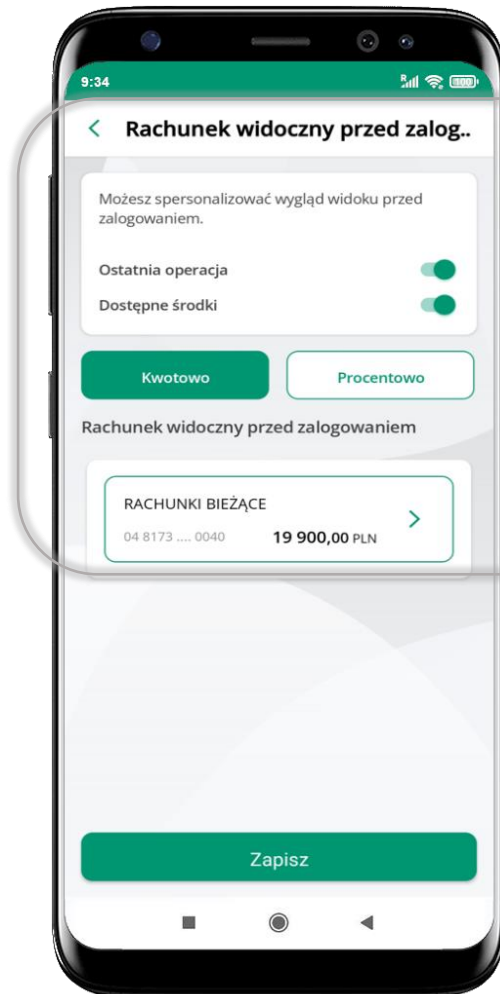 9:34
R
100
Rachunek widoczny przed zalog..
Możesz spersonalizować wygląd widoku przed
zalogowaniem.
Ostatnia operacja
Dostępne środki
Kwotowo
Procentowo
Rachunek widoczny przed zalogowaniem
RACHUNKI BIEŻĄCE
04 8173 .... 0040
19 900,00 PLN
Zapisz